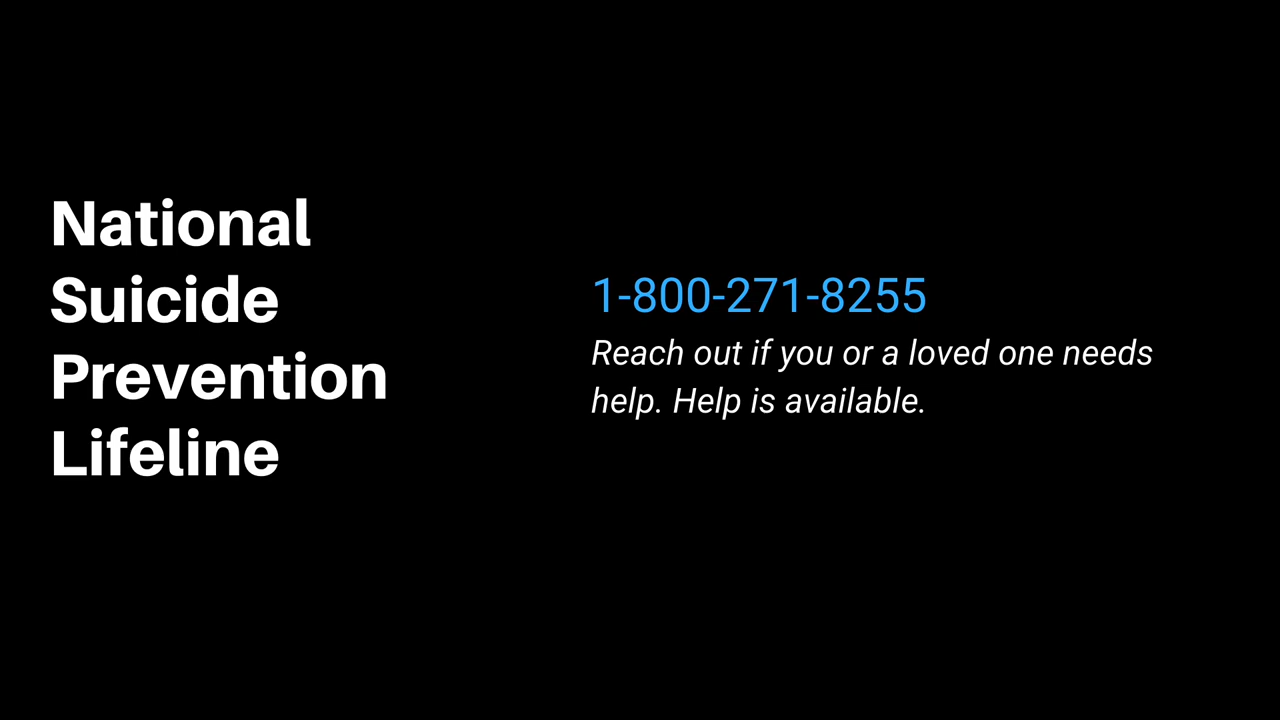 National
Suicide
Prevention
Lifeline
1-800-271-8255
Reach out if you or a loved one needs
help. Help is available.